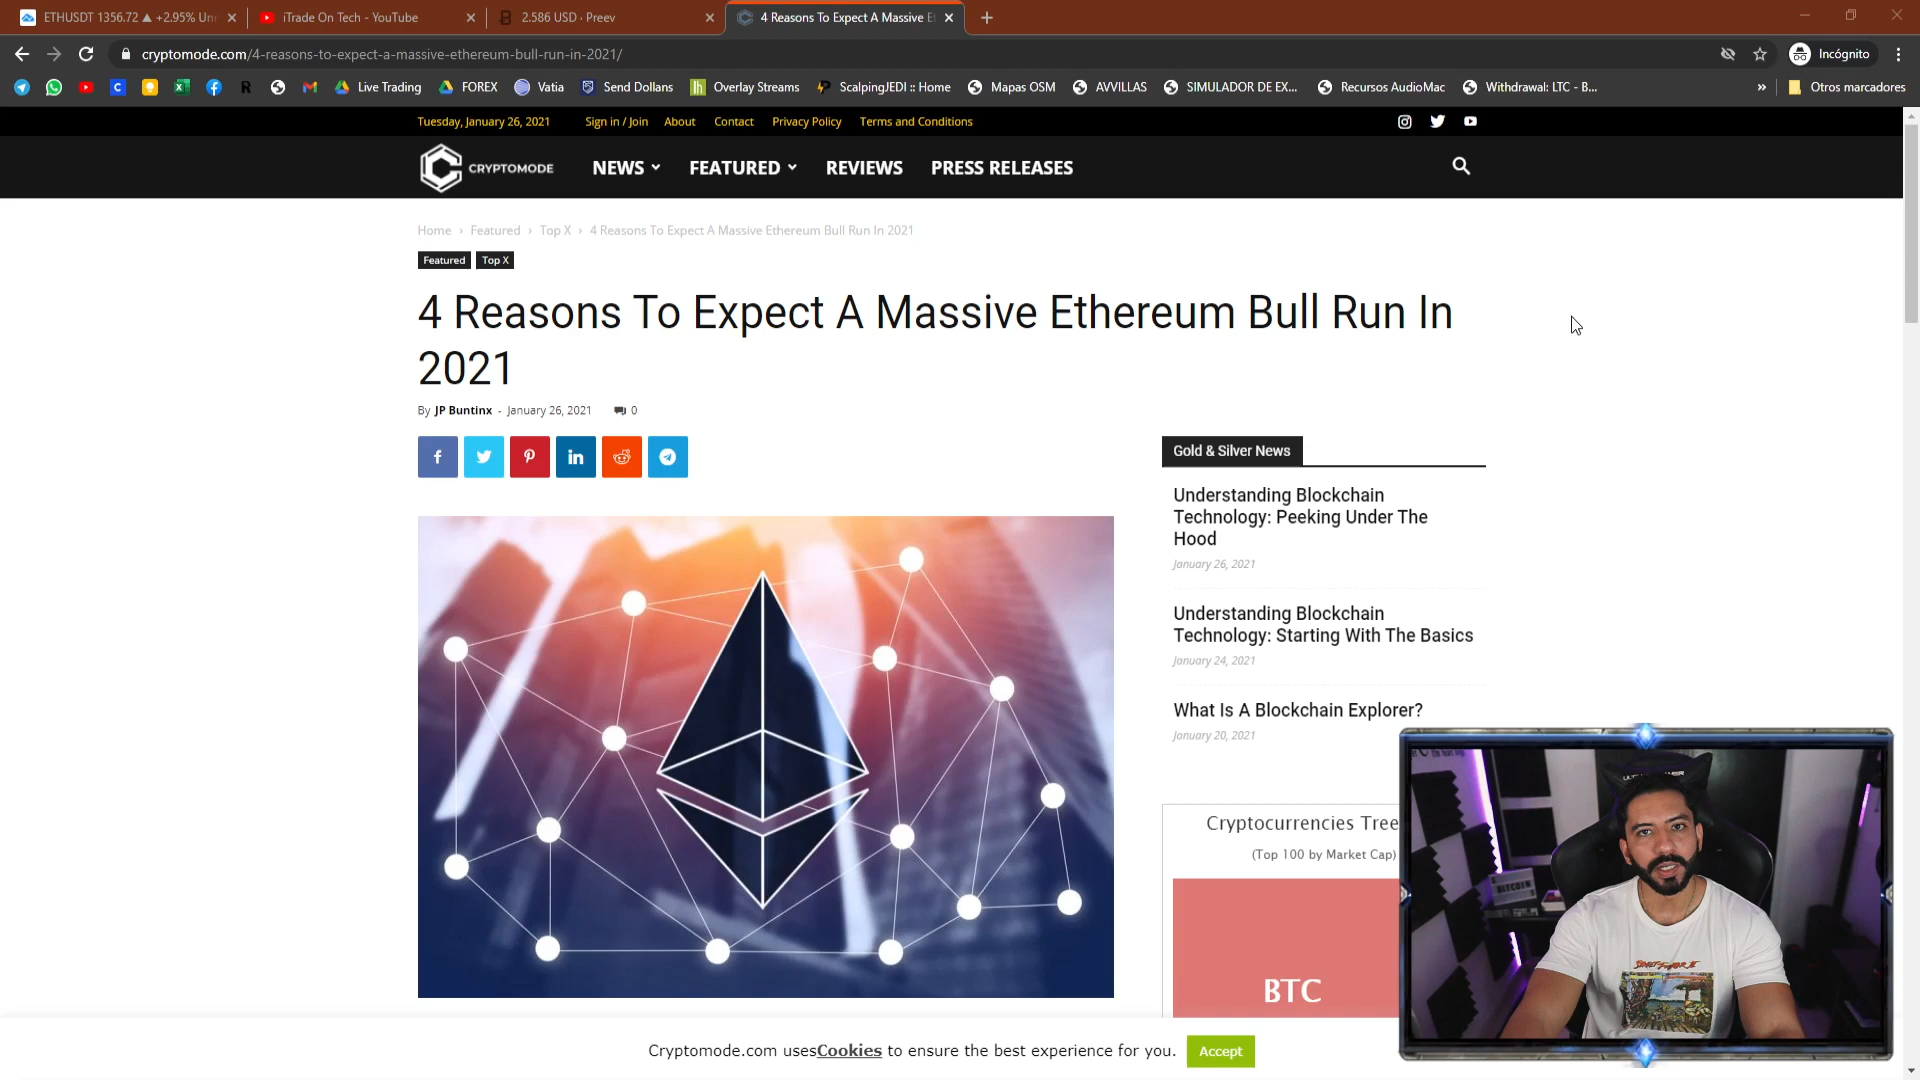 ETHUSDT 1356.72 ▲ +2.95% Un
iTrade On Tech - YouTube
2.586 USD · Preev
4 Reasons To Expect A Massive E
cryptomode.com/4-reasons-to-expect-a-massive-ethereum-bull-run-in-2021/
Incógnito
Live Trading
FOREX
Vatia
Send Dollans
Overlay Streams
ScalpingJEDI :: Home
Mapas OSM
AVVILLAS
SIMULADOR DE EX...
Recursos AudioMac
Withdrawal: LTC - B...
»
Otros marcadores
Tuesday, January 26, 2021
Sign in / Join
About
Contact
Privacy Policy
Terms and Conditions
CRYPTOMODE
NEWS
FEATURED
REVIEWS
PRESS RELEASES
Home › Featured › Top X › 4 Reasons To Expect A Massive Ethereum Bull Run In 2021
Featured
Top X
4 Reasons To Expect A Massive Ethereum Bull Run In
2021
By JP Buntinx - January 26, 2021 0
Gold & Silver News
Understanding Blockchain
Technology: Peeking Under The
Hood
January 26, 2021
Understanding Blockchain
Technology: Starting With The Basics
January 24, 2021
What Is A Blockchain Explorer?
January 20, 2021
Cryptocurrencies Tree
(Top 100 by Market Cap)
BTC
BITCOIN
Cryptomode.com usesCookies to ensure the best experience for you.
Accept